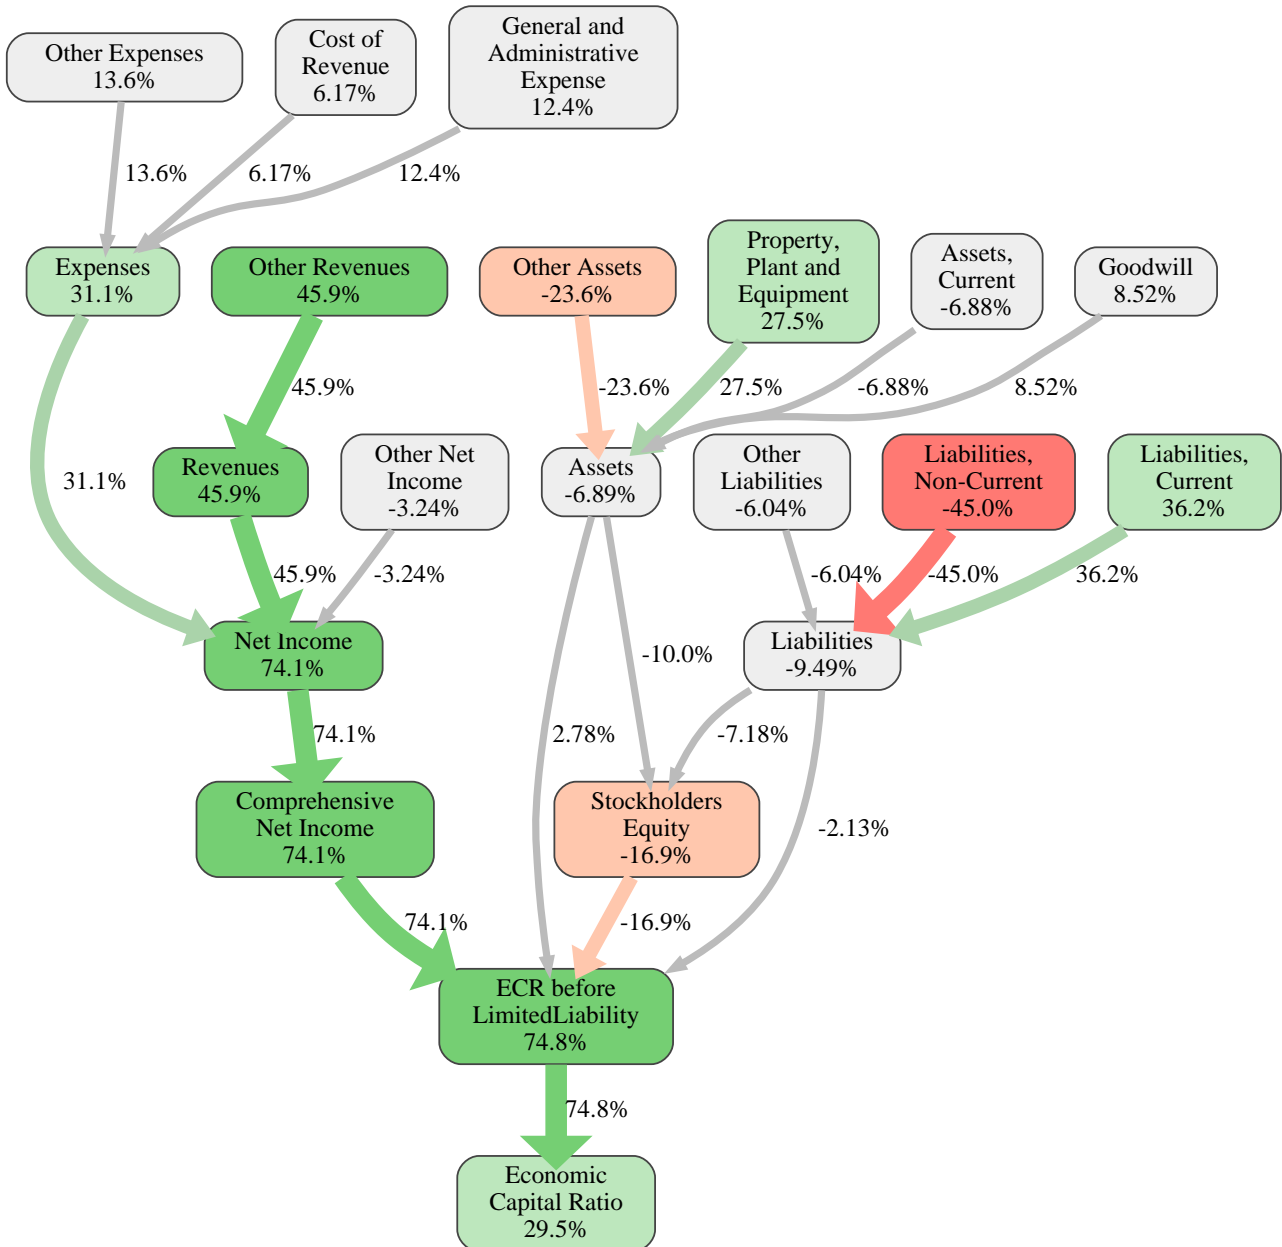 Other Expenses
13.6%
Cost of
Revenue
6.17%
General and
Administrative
Expense
12.4%
13.6%
6.17%
12.4%
Expenses
31.1%
Other Revenues
45.9%
Other Assets
-23.6%
Property,
Plant and
Equipment
27.5%
Assets,
Current
-6.88%
Goodwill
8.52%
45.9%
-23.6%
27.5%
-6.88%
8.52%
31.1%
Revenues
45.9%
Other Net
Income
-3.24%
Assets
-6.89%
Other
Liabilities
-6.04%
Liabilities,
Non-Current
-45.0%
Liabilities,
Current
36.2%
45.9%
-3.24%
-6.04%
-45.0%
36.2%
Net Income
74.1%
-10.0%
Liabilities
-9.49%
74.1%
2.78%
-7.18%
Comprehensive
Net Income
74.1%
Stockholders
Equity
-16.9%
-2.13%
74.1%
-16.9%
ECR before
LimitedLiability
74.8%
74.8%
Economic
Capital Ratio
29.5%